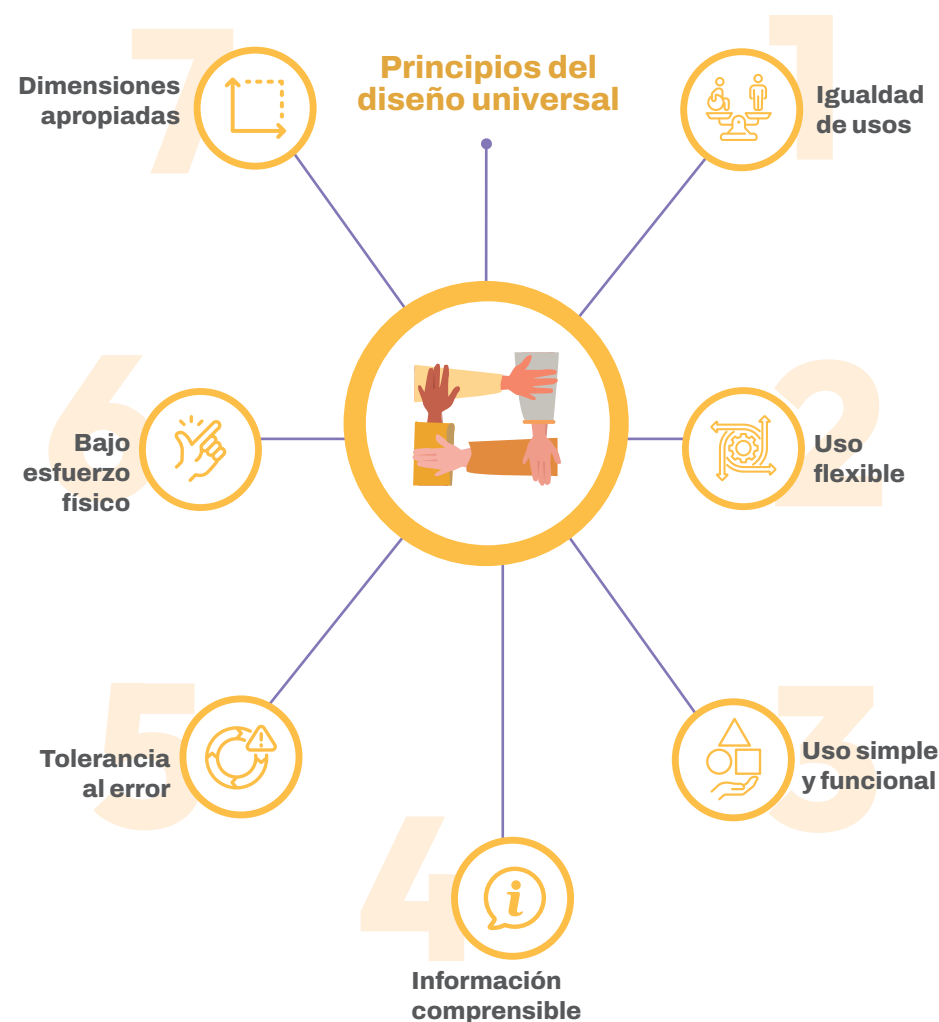 Principios del
diseño universal
1
Igualdad
de usos
2
Uso
flexible
3
Uso simple
y funcional
4
Información
comprensible
5
Tolerancia
al error
6
Bajo
esfuerzo
físico
7
Dimensiones
apropiadas